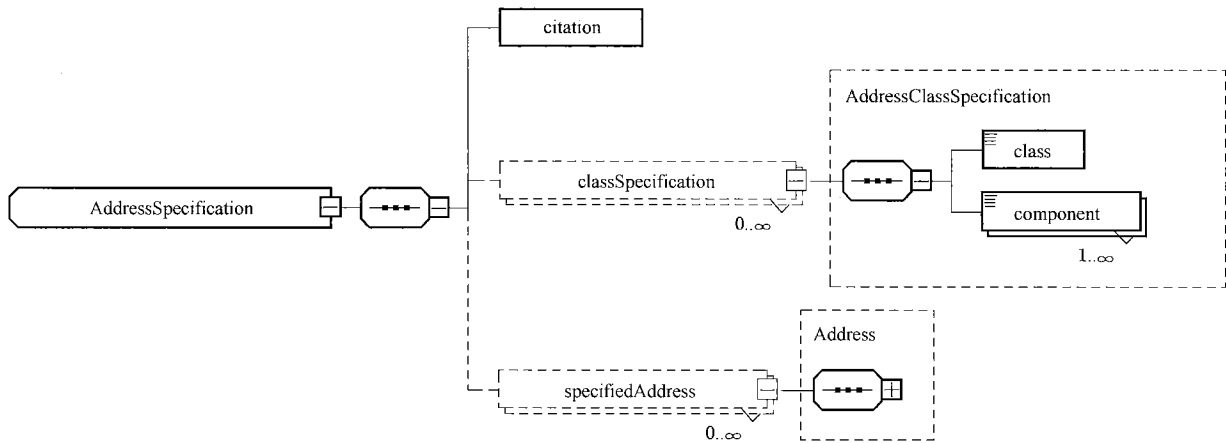 citation
AddressClassSpecification
class
classSpecification
AddressSpecification
component
0..∞
1..∞
Address
specifiedAddress
0..∞